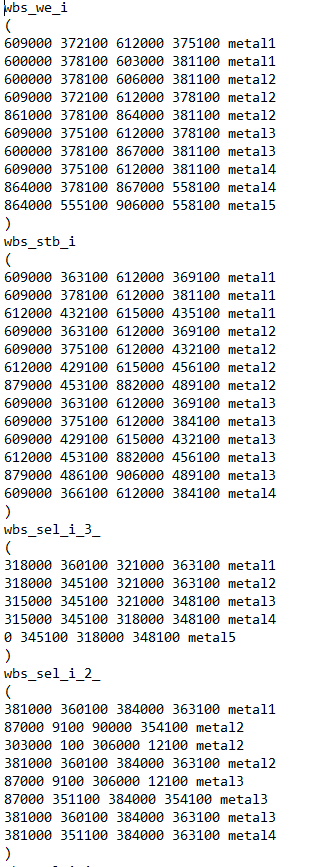 wbs_we_i
(
609000 372100 612000 375100 metal1
600000 378100 603000 381100 metal1
600000 378100 606000 381100 metal2
609000 372100 612000 378100 metal2
861000 378100 864000 381100 metal2
609000 375100 612000 378100 metal3
600000 378100 867000 381100 metal3
609000 375100 612000 381100 metal4
864000 378100 867000 558100 metal4
864000 555100 906000 558100 metal5
)
wbs_stb_i
(
609000 363100 612000 369100 metal1
609000 378100 612000 381100 metal1
612000 432100 615000 435100 metal1
609000 363100 612000 369100 metal2
609000 375100 612000 432100 metal2
612000 429100 615000 456100 metal2
879000 453100 882000 489100 metal2
609000 363100 612000 369100 metal3
609000 375100 612000 384100 metal3
609000 429100 615000 432100 metal3
612000 453100 882000 456100 metal3
879000 486100 906000 489100 metal3
609000 366100 612000 384100 metal4
)
wbs_sel_i_3_
(
318000 360100 321000 363100 metal1
318000 345100 321000 363100 metal2
315000 345100 321000 348100 metal3
315000 345100 318000 348100 metal4
0 345100 318000 348100 metal5
)
wbs_sel_i_2_
(
381000 360100 384000 363100 metal1
87000 9100 90000 354100 metal2
303000 100 306000 12100 metal2
381000 360100 384000 363100 metal2
87000 9100 306000 12100 metal3
87000 351100 384000 354100 metal3
381000 360100 384000 363100 metal3
381000 351100 384000 363100 metal4
)